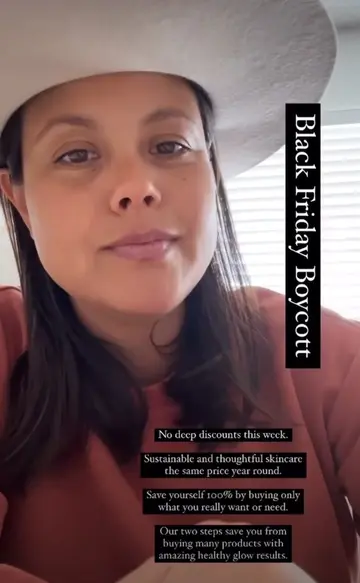 Black Friday Boycott
No deep discounts this week.
Sustainable and thoughtful skincare
the same price year round.
Save yourself 100% by buying only
what you really want or need.
Our two steps save you from
buying many products with
amazing healthy glow results.